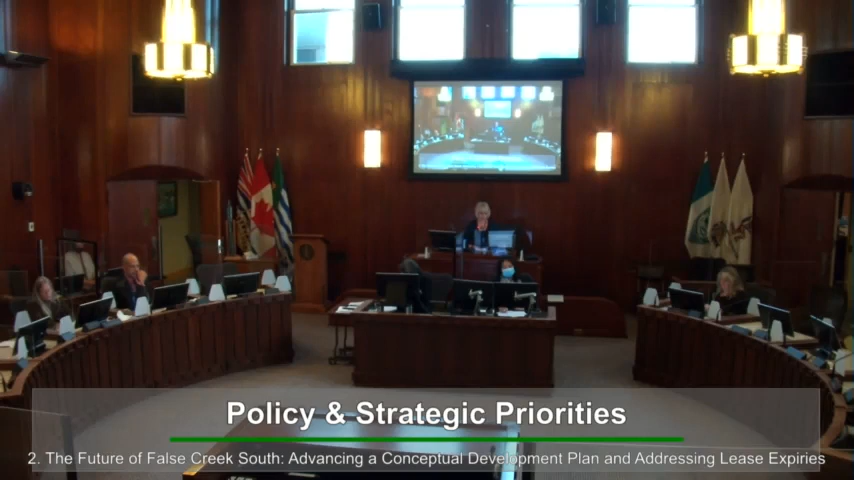 Policy & Strategic Priorities
2. The Future of False Creek South: Advancing a Conceptual Development Plan and Addressing Lease Expiries